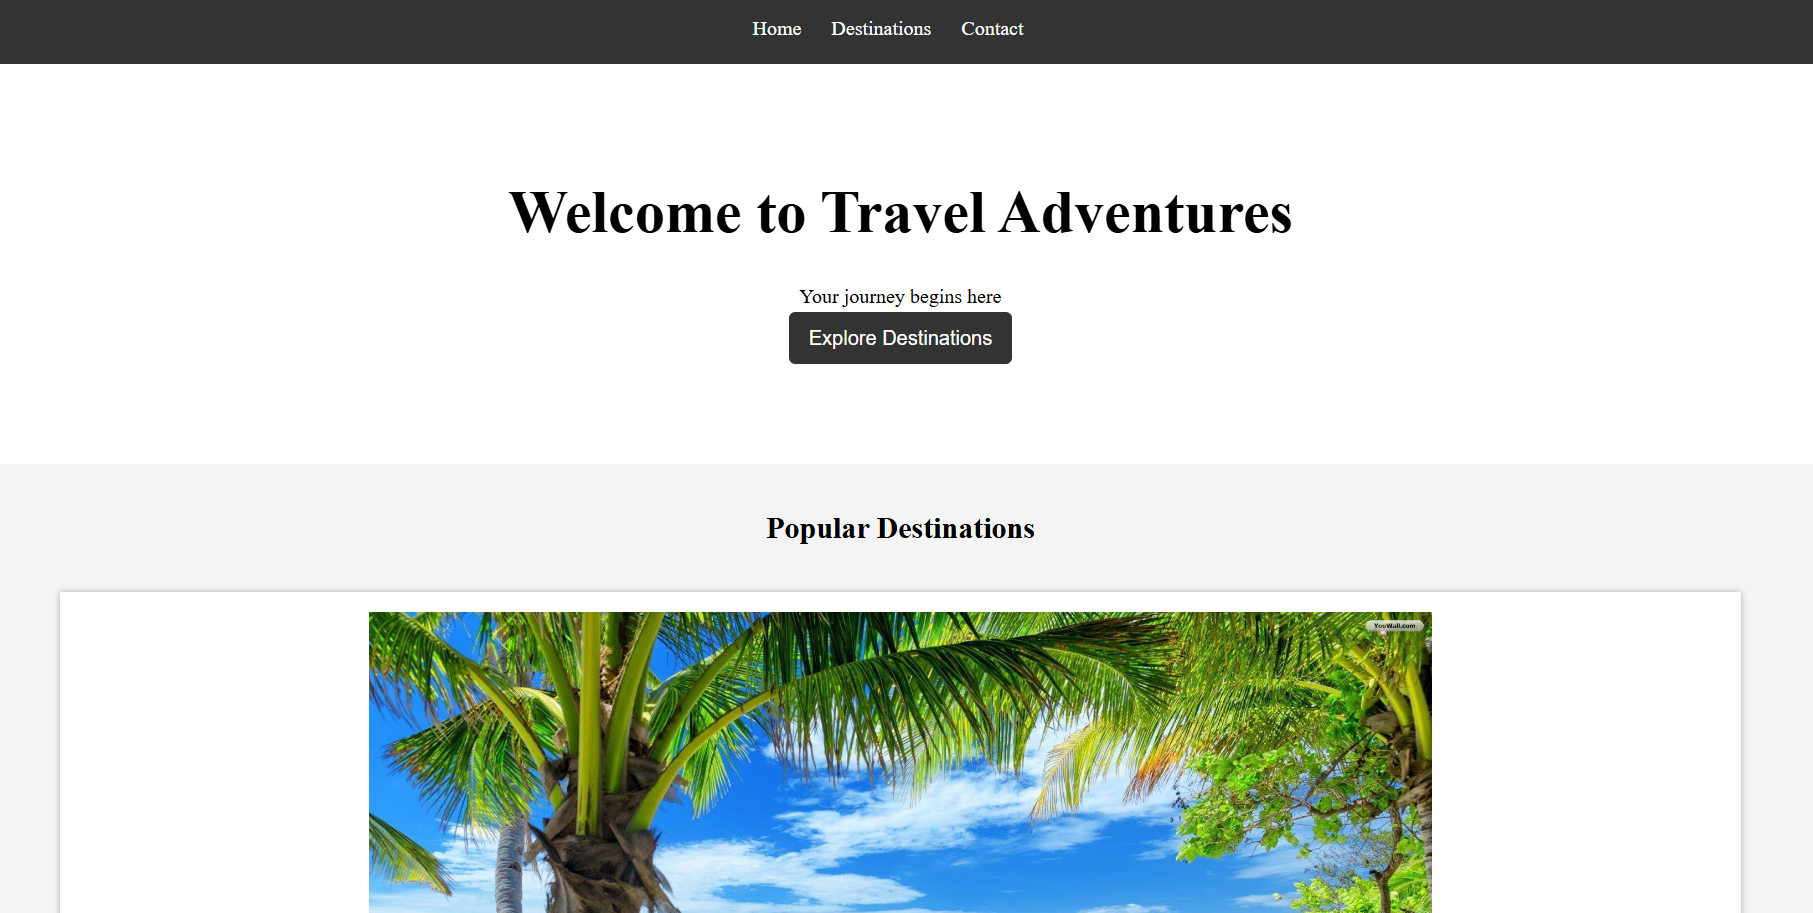 Home Destinations Contact
Welcome to Travel Adventures
Your journey begins here
Explore Destinations
Popular Destinations
YouWall.com